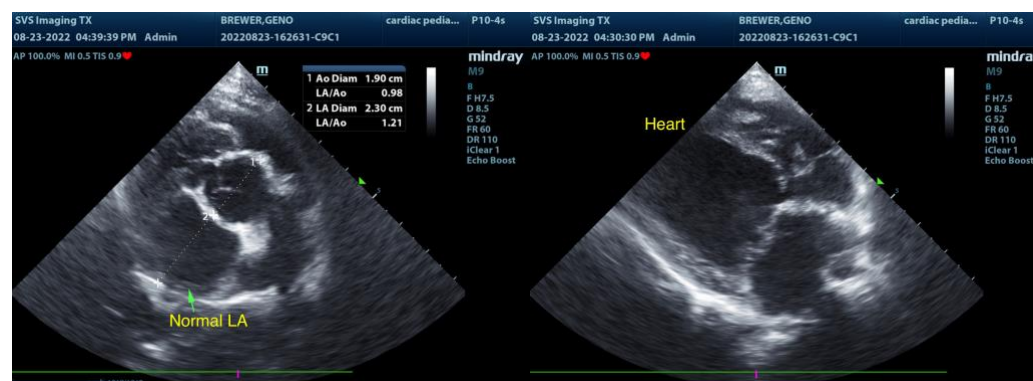 SVS Imaging TX BREWER,GENO cardiac pedia... P10-4s
08-23-2022 04:39:39 PM Admin 20220823-162631-C9C1
AP 100.0% MI 0.5 TIS 0.9
mindray
M9
m
1 Ao Diam 1.90 cm
LA/Ao 0.98
2 LA Diam 2.30 cm
LA/Ao 1.21
B
F H7.5
D 8.5
G 52
FR 60
DR 110
iClear 1
Echo Boost
1
2
5
Normal LA
SVS Imaging TX BREWER,GENO cardiac pedia... P10-4s
08-23-2022 04:30:30 PM Admin 20220823-162631-C9C1
AP 100.0% MI 0.5 TIS 0.9
mindra
M9
m
B
F H7.5
D 8.5
G 52
FR 60
DR 110
iClear 1
Echo Boost
Heart
5